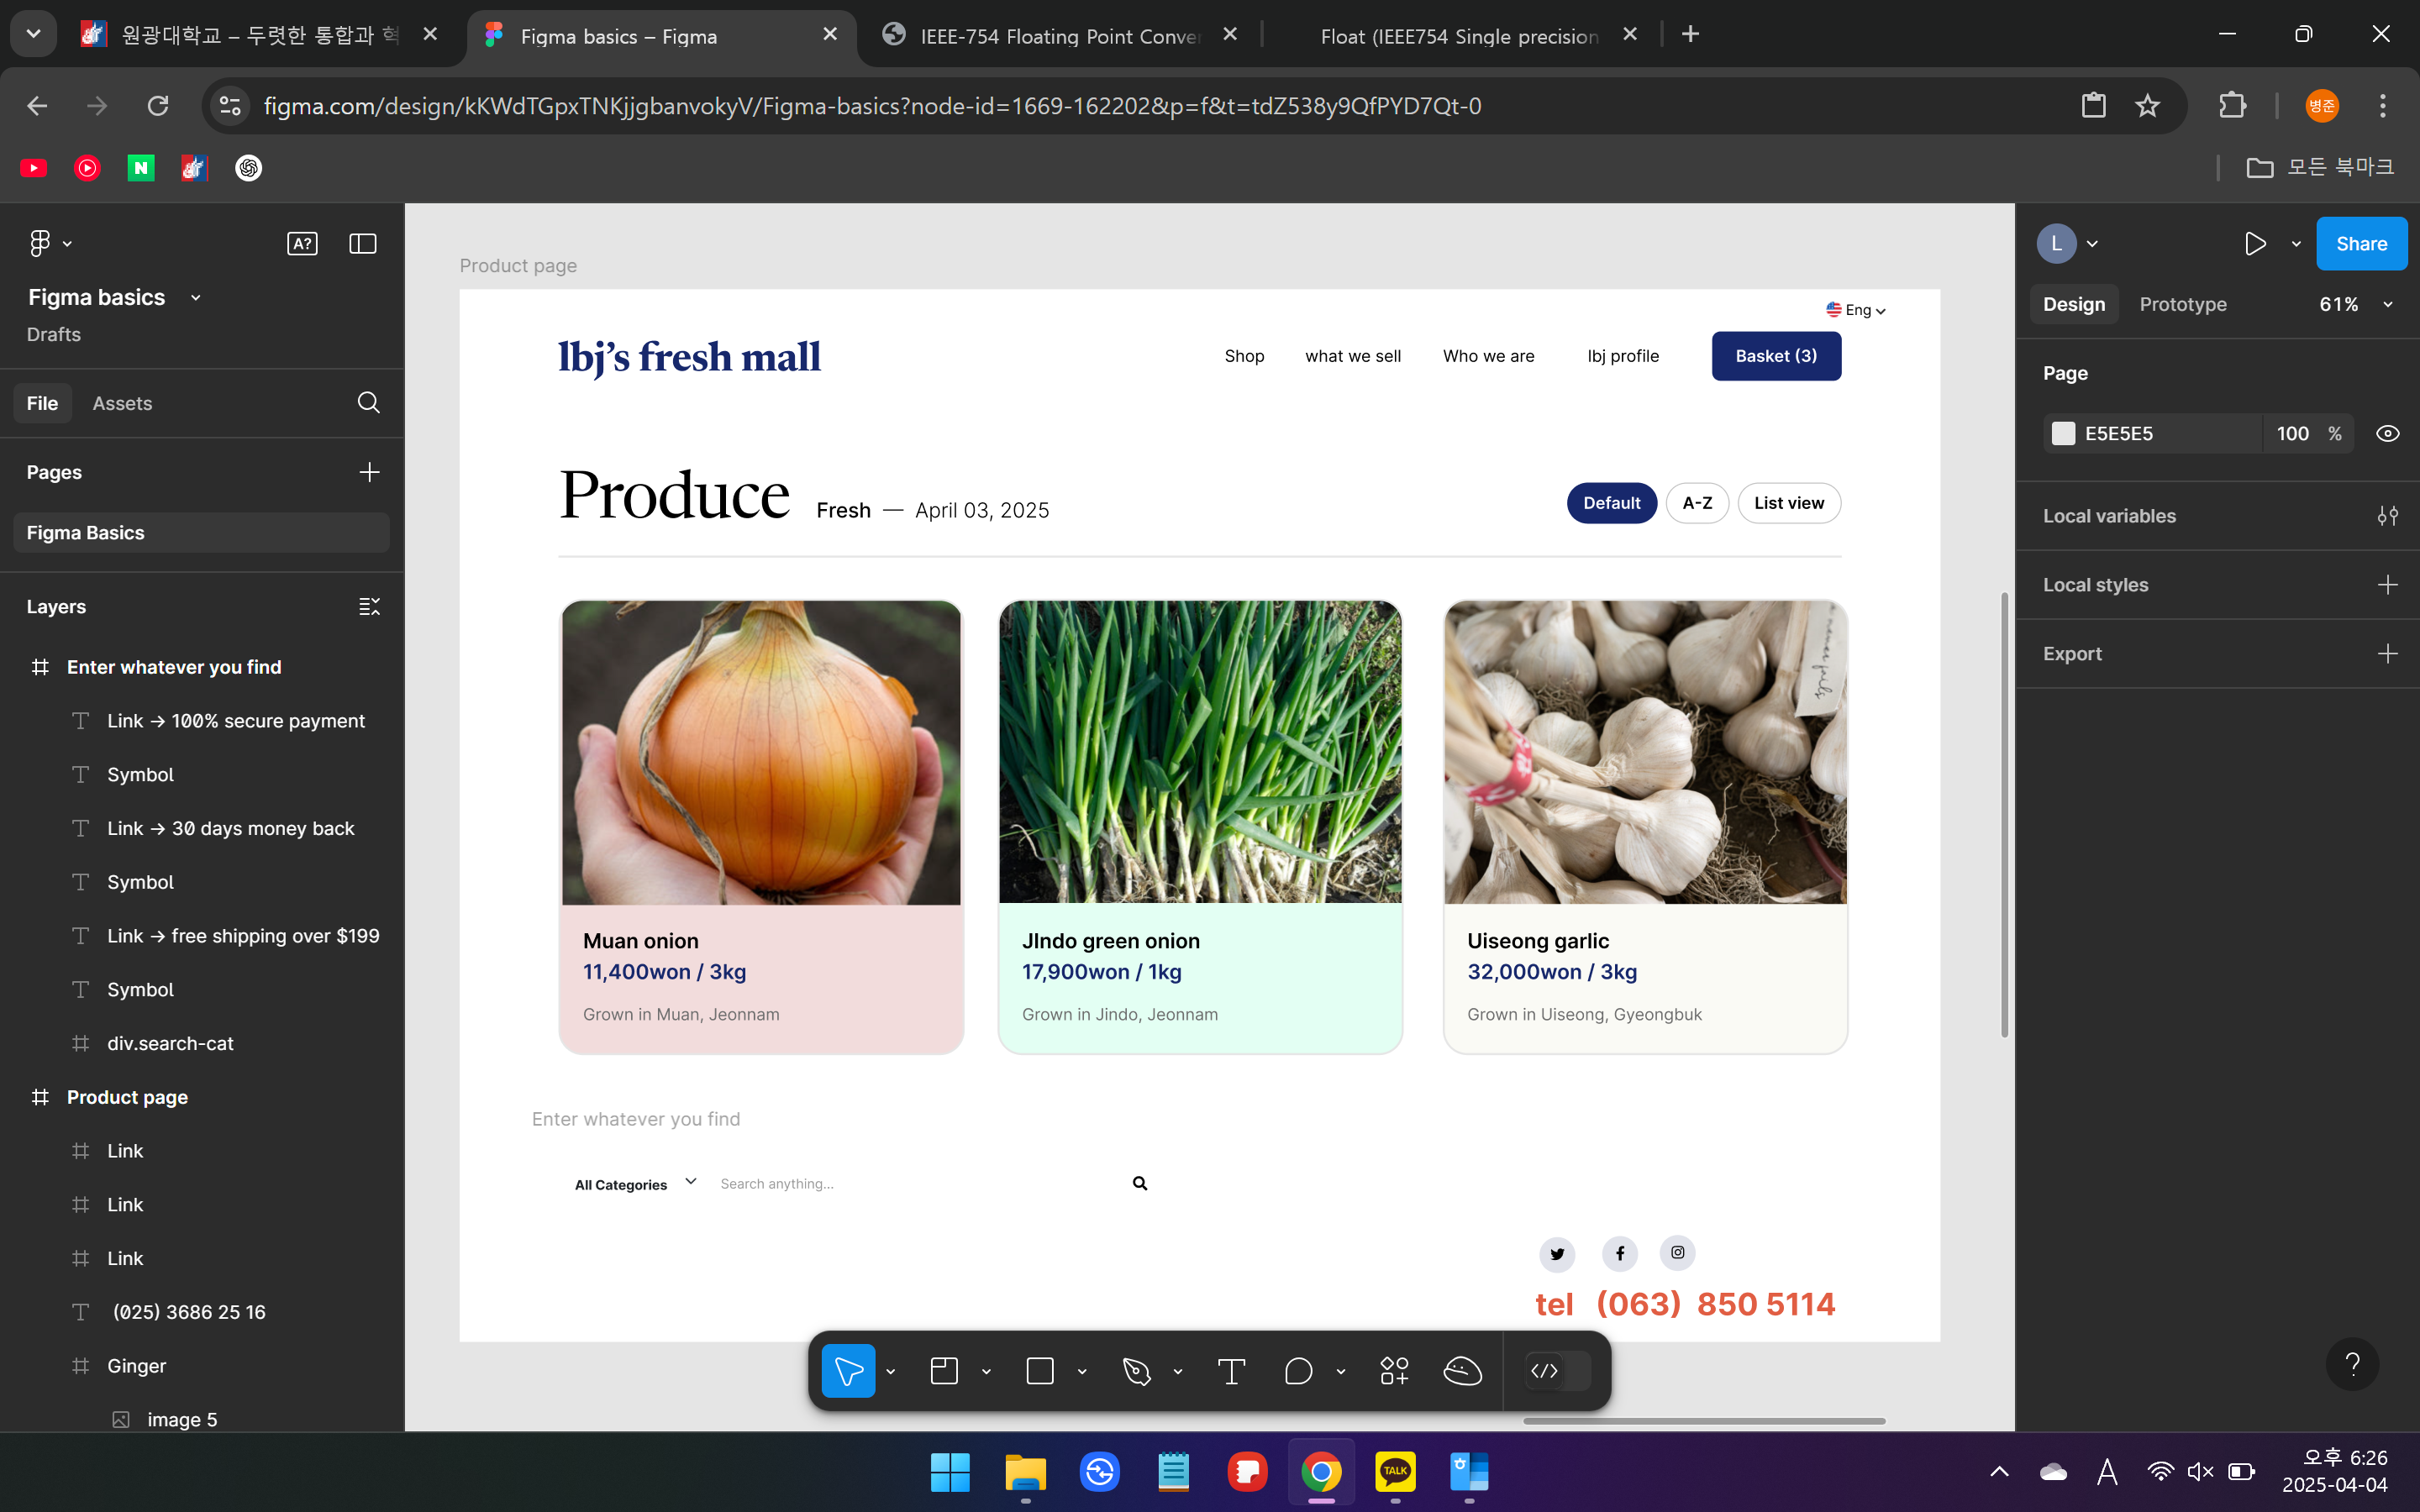 원광대학교 – 두렷한 통합과 혁
Figma basics – Figma
IEEE-754 Floating Point Conver
Float (IEEE754 Single precision
figma.com/design/kKWdTGpxTNKjjgbanvokyV/Figma-basics?node-id=1669-162202&p=f&t=tdZ538y9QfPYD7Qt-0
병준
N
모든 북마크
A?
Figma basics
Drafts
File Assets
Pages
Figma Basics
Layers
Enter whatever you find
Link → 100% secure payment
Symbol
Link → 30 days money back
Symbol
Link → free shipping over $199
Symbol
div.search-cat
Product page
Link
Link
Link
(025) 3686 25 16
Ginger
image 5
Product page
Eng
lbj's fresh mall
Shop what we sell Who we are lbj profile Basket (3)
Produce Fresh — April 03, 2025
Default A-Z List view
Muan onion
11,400won / 3kg
Grown in Muan, Jeonnam
JIndo green onion
17,900won / 1kg
Grown in Jindo, Jeonnam
Uiseong garlic
32,000won / 3kg
Grown in Uiseong, Gyeongbuk
Enter whatever you find
All Categories Search anything...
tel (063) 850 5114
L
Share
Design Prototype 61%
Page
E5E5E5 100 %
Local variables
Local styles
Export
?
TALK
A
오후 6:26
2025-04-04